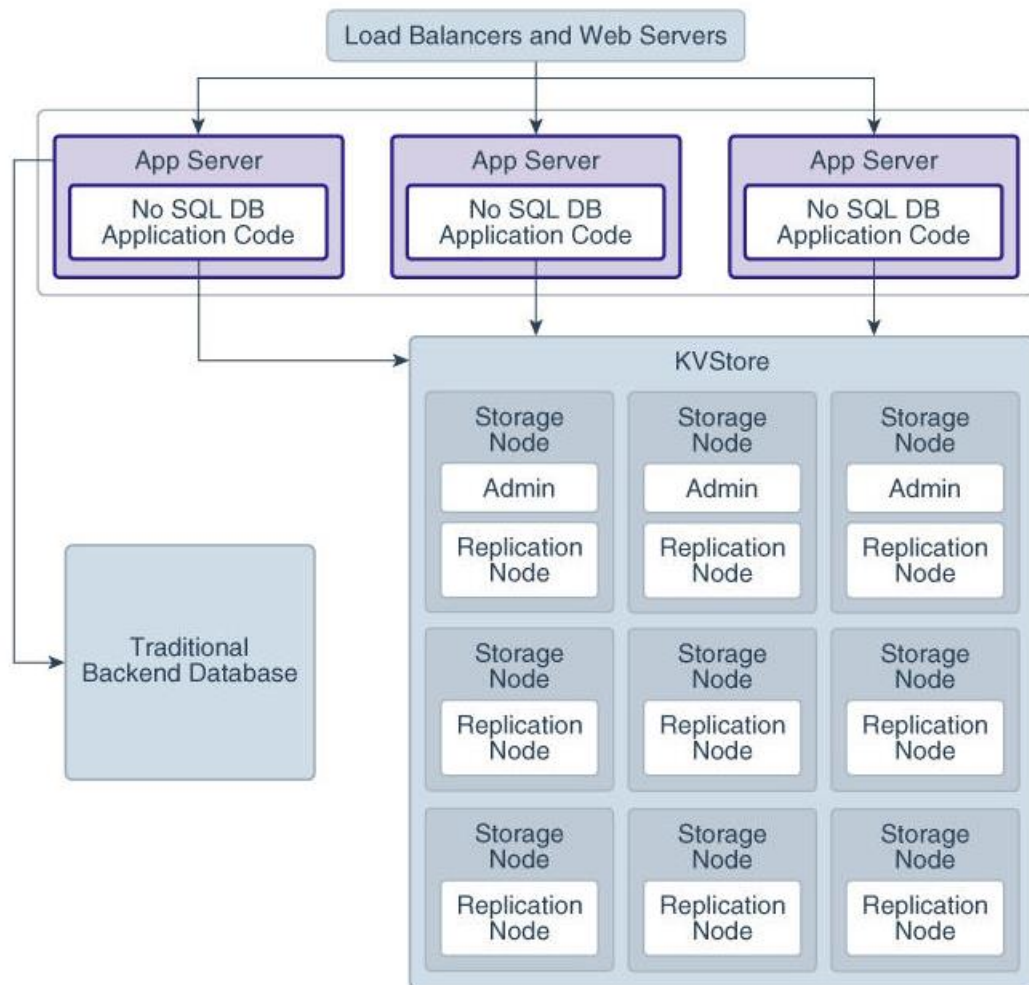 Load Balancers and Web Servers
App Server
No SQL DB
Application Code
App Server
No SQL DB
Application Code
App Server
No SQL DB
Application Code
KVStore
Storage
Node
Admin
Replication
Node
Storage
Node
Admin
Replication
Node
Storage
Node
Admin
Replication
Node
Traditional
Backend Database
Storage
Node
Replication
Node
Storage
Node
Replication
Node
Storage
Node
Replication
Node
Storage
Node
Replication
Node
Storage
Node
Replication
Node
Storage
Node
Replication
Node